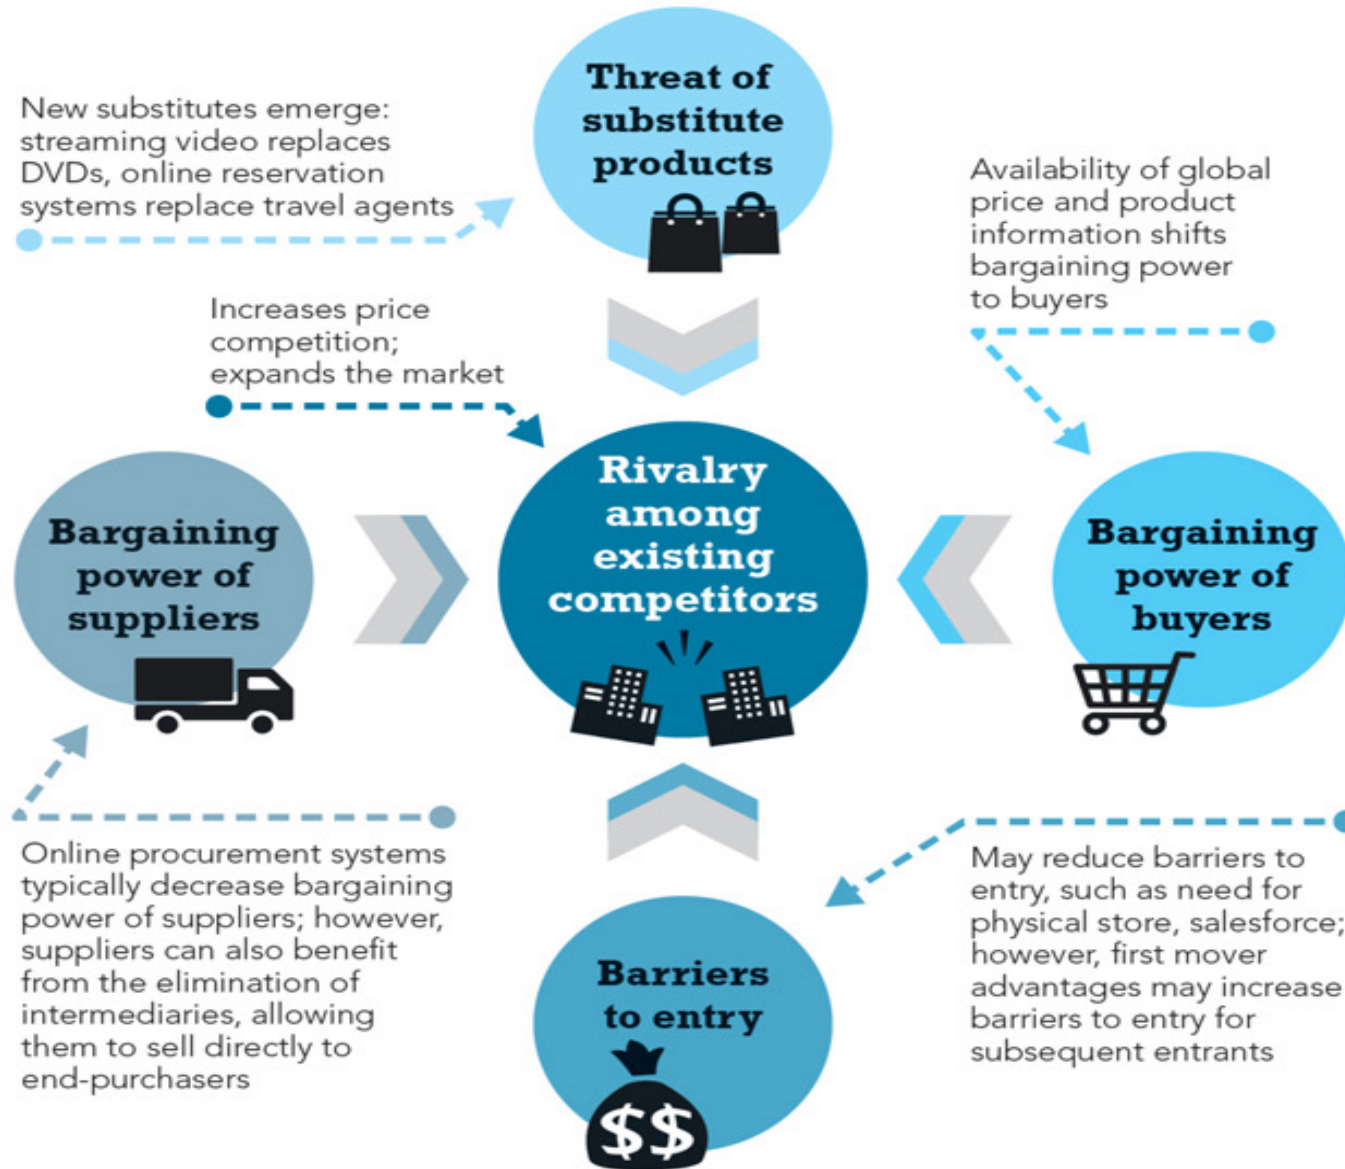 Threat of
substitute
products
New substitutes emerge:
streaming video replaces
DVDs, online reservation
systems replace travel agents
Availability of global
price and product
information shifts
bargaining power
to buyers
Increases price
competition;
expands the market
Rivalry
among
existing
competitors
Bargaining
power of
suppliers
Bargaining
power of
buyers
Online procurement systems
typically decrease bargaining
power of suppliers; however,
suppliers can also benefit
from the elimination of
intermediaries, allowing
them to sell directly to
end-purchasers
May reduce barriers to
entry, such as need for
physical store, salesforce;
however, first mover
advantages may increase
barriers to entry for
subsequent entrants
Barriers
to entry
$$